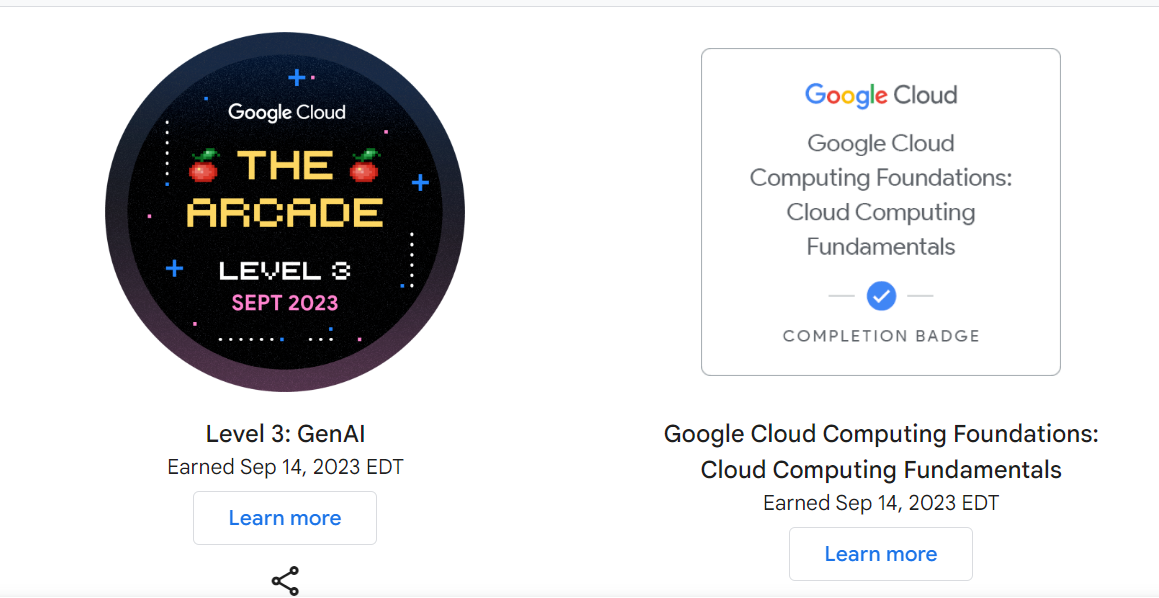 Google Cloud
THE
ARCADE
LEVEL 3
SEPT 2023
Level 3: GenAI
Earned Sep 14, 2023 EDT
Learn more
Google Cloud
Google Cloud
Computing Foundations:
Cloud Computing
Fundamentals
COMPLETION BADGE
Google Cloud Computing Foundations:
Cloud Computing Fundamentals
Earned Sep 14, 2023 EDT
Learn more